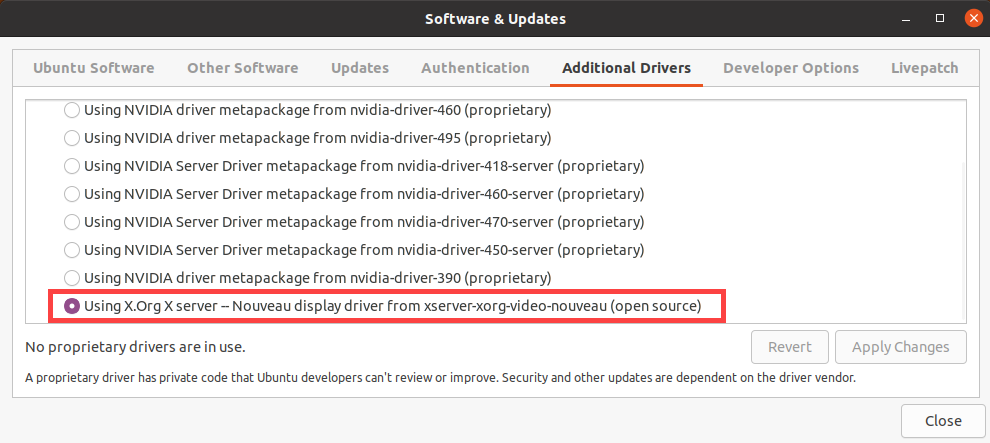 Software & Updates
Ubuntu Software Other Software Updates Authentication Additional Drivers Developer Options Livepatch
Using NVIDIA driver metapackage from nvidia-driver-460 (proprietary)
Using NVIDIA driver metapackage from nvidia-driver-495 (proprietary)
Using NVIDIA Server Driver metapackage from nvidia-driver-418-server (proprietary)
Using NVIDIA Server Driver metapackage from nvidia-driver-460-server (proprietary)
Using NVIDIA Server Driver metapackage from nvidia-driver-470-server (proprietary)
Using NVIDIA Server Driver metapackage from nvidia-driver-450-server (proprietary)
Using NVIDIA driver metapackage from nvidia-driver-390 (proprietary)
Using X.Org X server -- Nouveau display driver from xserver-xorg-video-nouveau (open source)
No proprietary drivers are in use. Revert Apply Changes
A proprietary driver has private code that Ubuntu developers can't review or improve. Security and other updates are dependent on the driver vendor.
Close